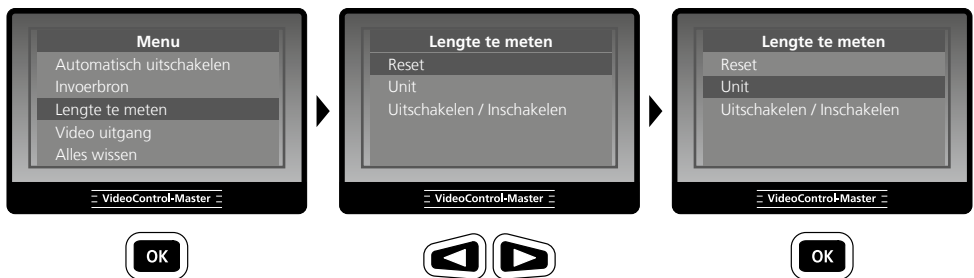 Menu
Automatisch uitschakelen
Invoerbron
Lengte te meten
Video uitgang
Alles wissen
VideoControl-Master
OK
Lengte te meten
Reset
Unit
Uitschakelen / Inschakelen
VideoControl-Master
Lengte te meten
Reset
Unit
Uitschakelen / Inschakelen
VideoControl-Master
OK